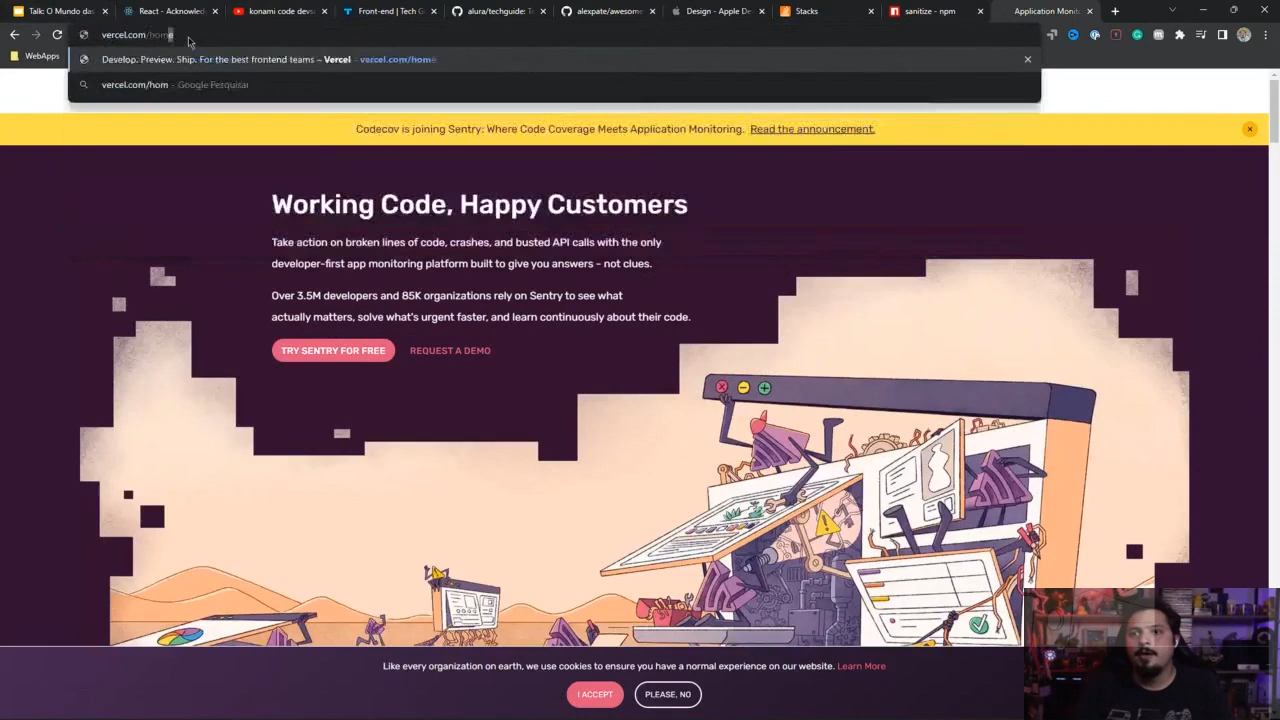 Talk: O Mundo das
React - Acknowled
konami code devsa
Front-end | Tech G
alura/techguide: Te
alexpate/awesome
Design - Apple De
Stacks
sanitize - npm
Application Monito
vercel.com/home
WebApps
Develop. Preview. Ship. For the best frontend teams – Vercel - vercel.com/home
vercel.com/hom - Google Pesquisar
Codecov is joining Sentry: Where Code Coverage Meets Application Monitoring. Read the announcement.
Working Code, Happy Customers
Take action on broken lines of code, crashes, and busted API calls with the only
developer-first app monitoring platform built to give you answers - not clues.
Over 3.5M developers and 85K organizations rely on Sentry to see what
actually matters, solve what's urgent faster, and learn continuously about their code.
TRY SENTRY FOR FREE
REQUEST A DEMO
Like every organization on earth, we use cookies to ensure you have a normal experience on our website. Learn More
I ACCEPT
PLEASE, NO